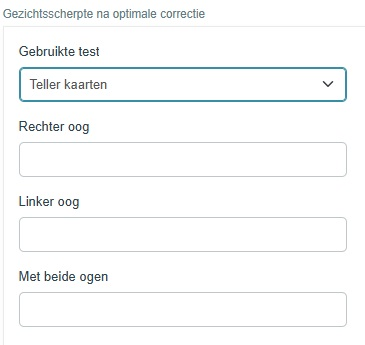 Gezichtsscherpte na optimale correctie
Gebruikte test
Teller kaarten
Rechter oog
Linker oog
Met beide ogen